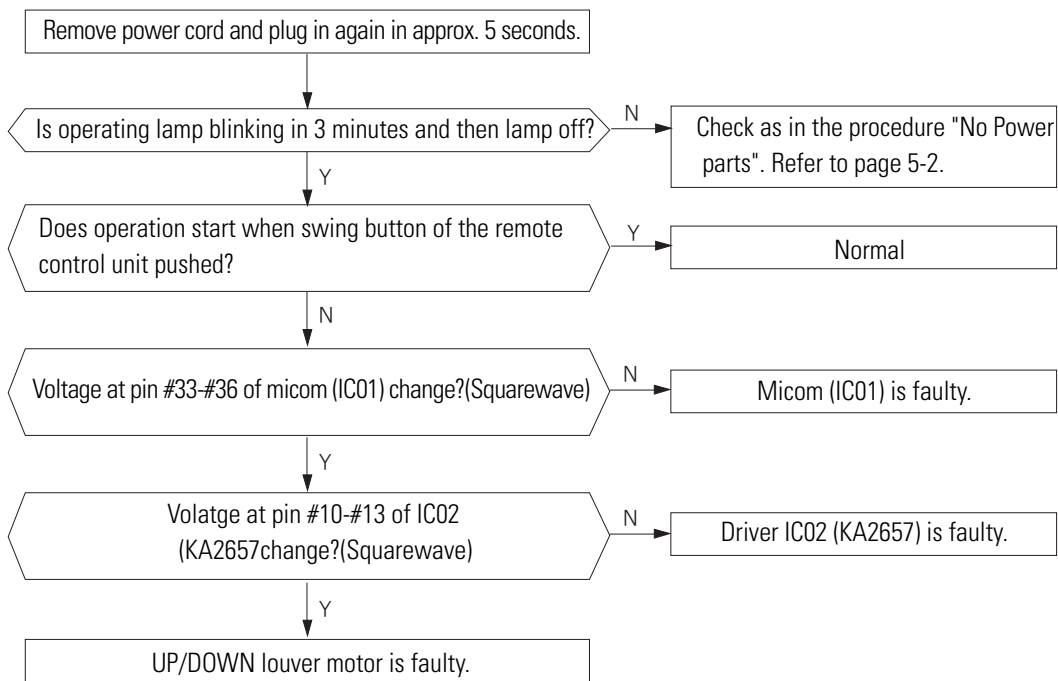 Remove power cord and plug in again in approx. 5 seconds.
Is operating lamp blinking in 3 minutes and then lamp off?
N
Check as in the procedure "No Power
parts". Refer to page 5-2.
Y
Does operation start when swing button of the remote
control unit pushed?
Y
Normal
N
Voltage at pin #33-#36 of micom (IC01) change?(Squarewave)
N
Micom (IC01) is faulty.
Y
Volatge at pin #10-#13 of IC02
(KA2657change?(Squarewave)
N
Driver IC02 (KA2657) is faulty.
Y
UP/DOWN louver motor is faulty.